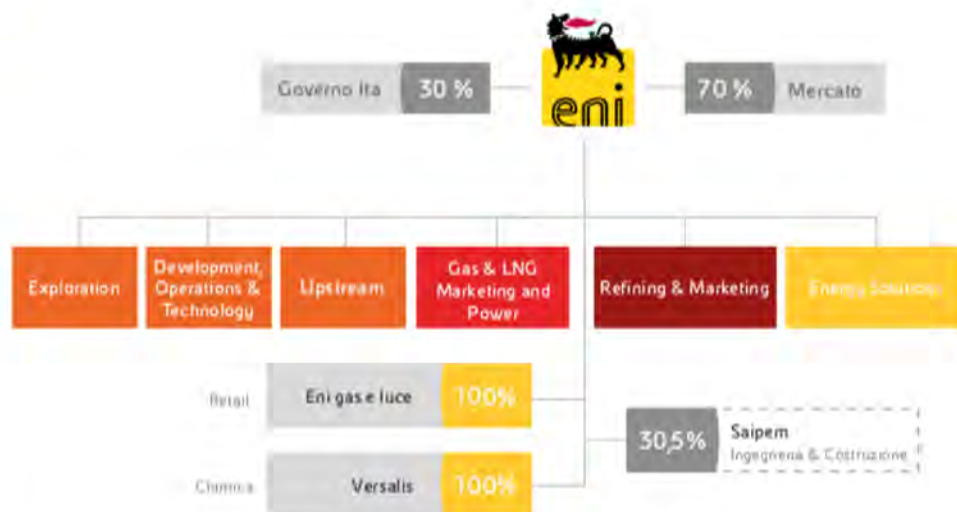 Governo Ita 30 %
eni
70 % Mercato
Exploration
Development,
Operations &
Technology
Upstream
Gas & LNG
Marketing and
Power
Refining & Marketing
Energy Solutions
Retail
Eni gas e luce 100%
30,5%
Saipem
Ingegneria & Costruzione
Chimica
Versalis 100%